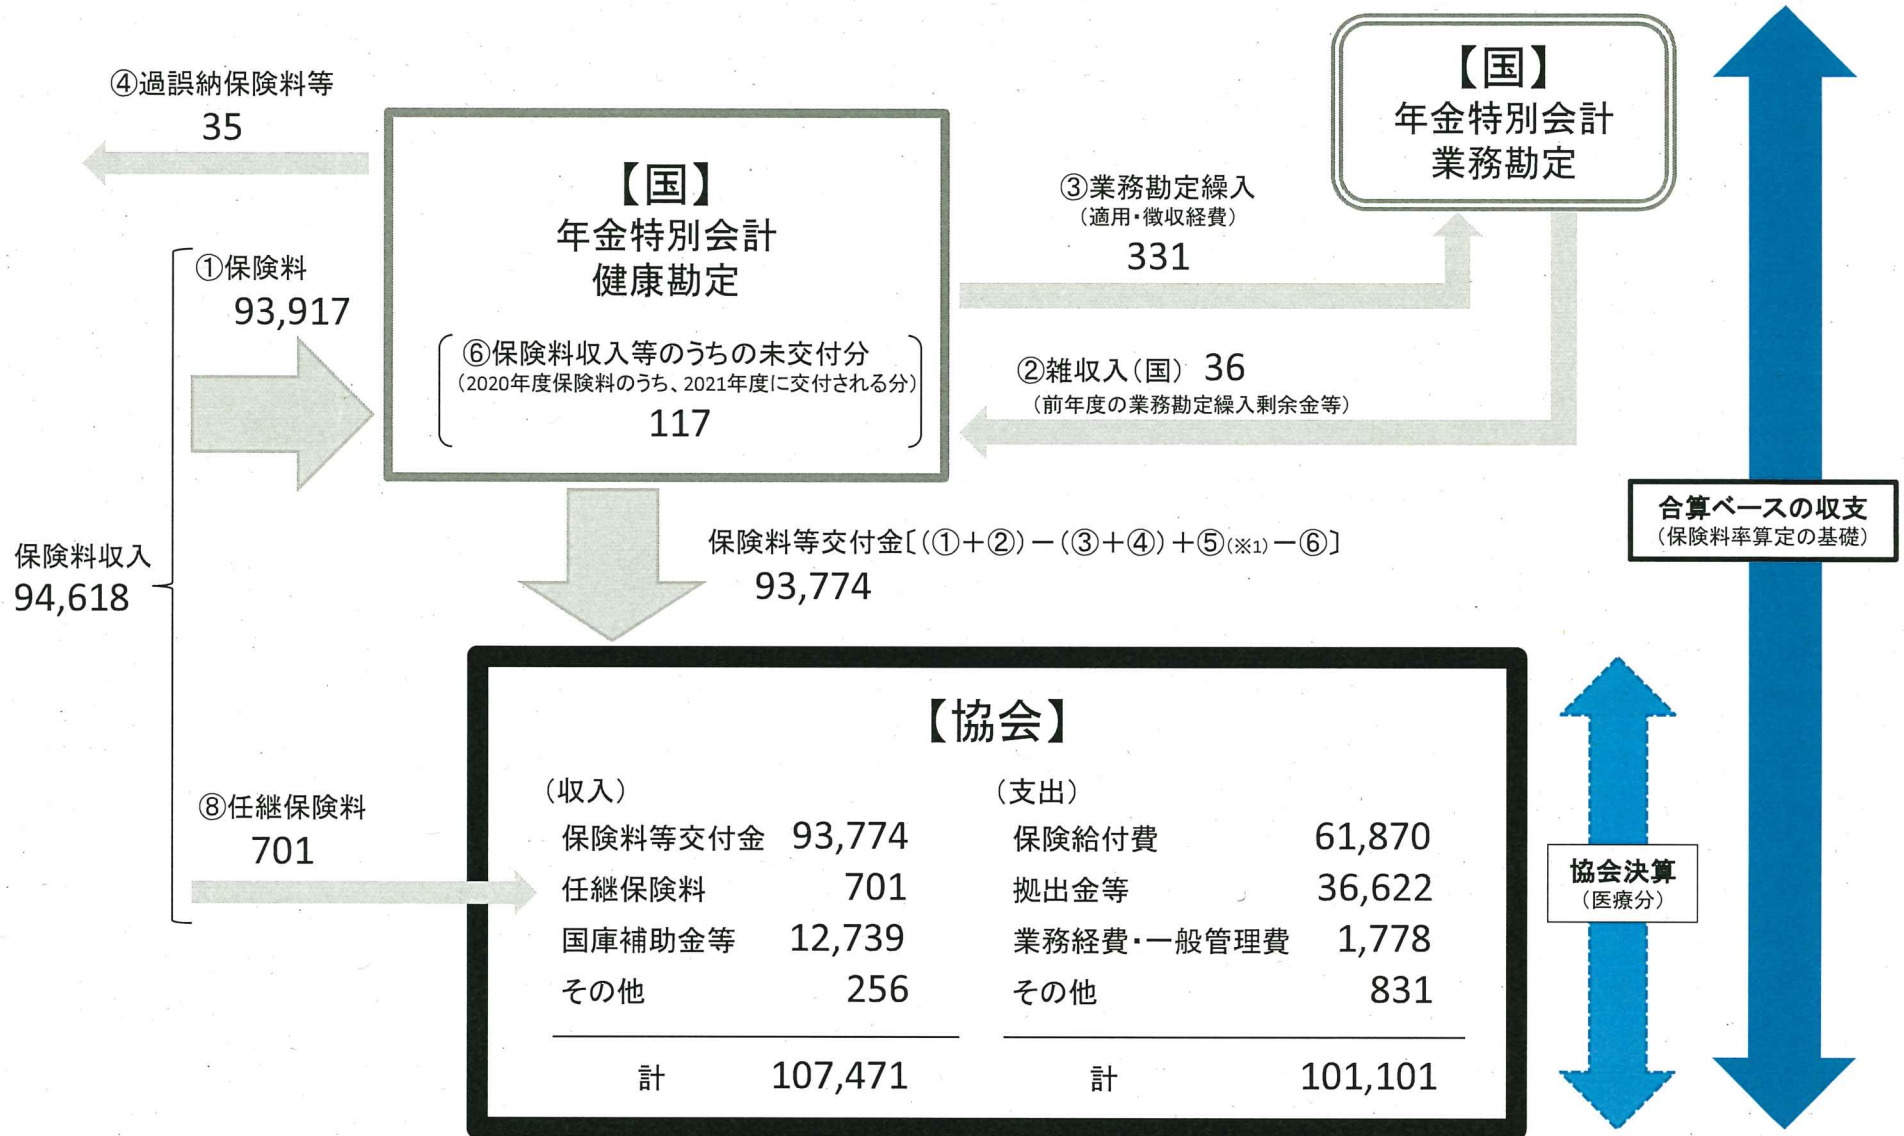 ④過誤納保険料等
35
【国】
年金特別会計
業務勘定
【国】
年金特別会計
健康勘定
⑥保険料収入等のうちの未交付分
(2020年度保険料のうち、2021年度に交付される分)
117
③業務勘定繰入
(適用・徴収経費)
331
②雑収入(国) 36
(前年度の業務勘定繰入剰余金等)
①保険料
93,917
保険料収入
94,618
保険料等交付金〔(①+②)-(③+④)+⑤(※1)-⑥〕
93,774
合算ベースの収支
(保険料率算定の基礎)
⑧任継保険料
701
【協会】
(収入)
保険料等交付金 93,774
任継保険料 701
国庫補助金等 12,739
その他 256
計 107,471
(支出)
保険給付費 61,870
拠出金等 36,622
業務経費・一般管理費 1,778
その他 831
計 101,101
協会決算
(医療分)